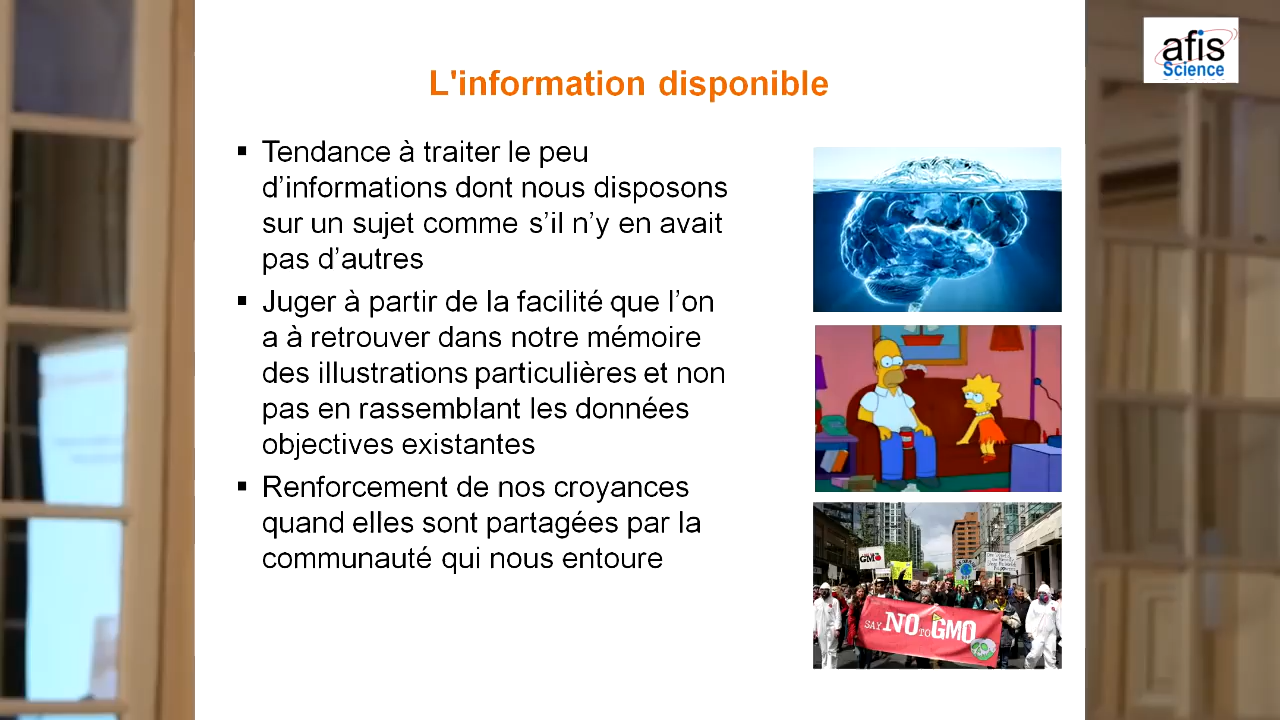 afis
Science
L'information disponible
▪ Tendance à traiter le peu
d’informations dont nous disposons
sur un sujet comme s’il n’y en avait
pas d’autres
▪ Juger à partir de la facilité que l’on
a à retrouver dans notre mémoire
des illustrations particulières et non
pas en rassemblant les données
objectives existantes
▪ Renforcement de nos croyances
quand elles sont partagées par la
communauté qui nous entoure
GMO
SAY NO TO GMO